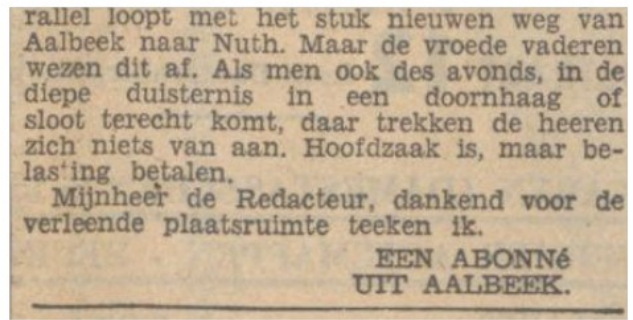 rallel loopt met het stuk nieuwen weg van
Aalbeek naar Nuth. Maar de vroede vaderen
wezen dit af. Als men ook des avonds, in de
diepe duisternis in een doornhaag of
sloot terecht komt, daar trekken de heeren
zich niets van aan. Hoofdzaak is, maar be-
lasting betalen.
Mijnheer de Redacteur, dankend voor de
verleende plaatsruimte teeken ik.
EEN ABONNé
UIT AALBEEK.